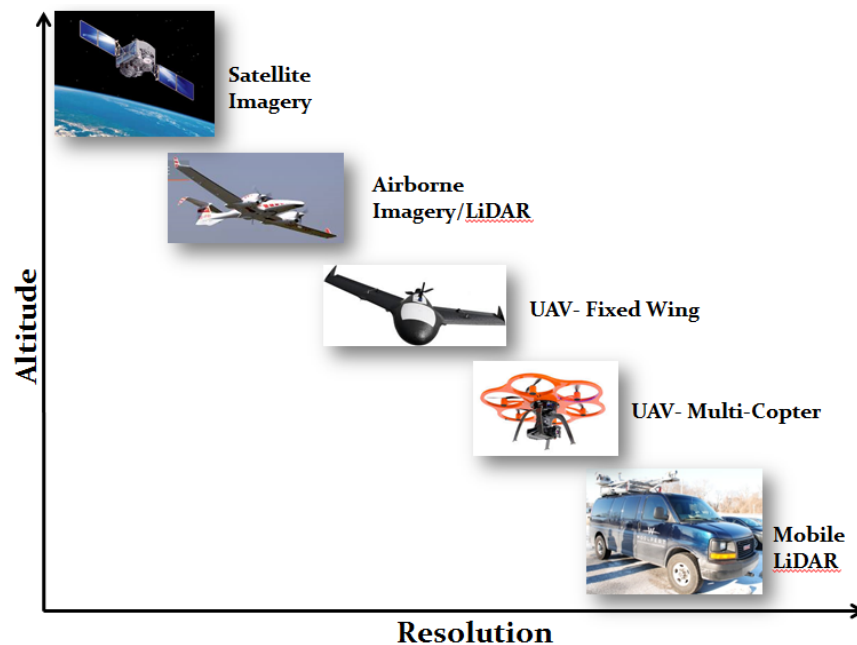 Satellite
Imagery
Airborne
Imagery/LiDAR
UAV- Fixed Wing
UAV- Multi-Copter
Mobile
LiDAR
Altitude
Resolution